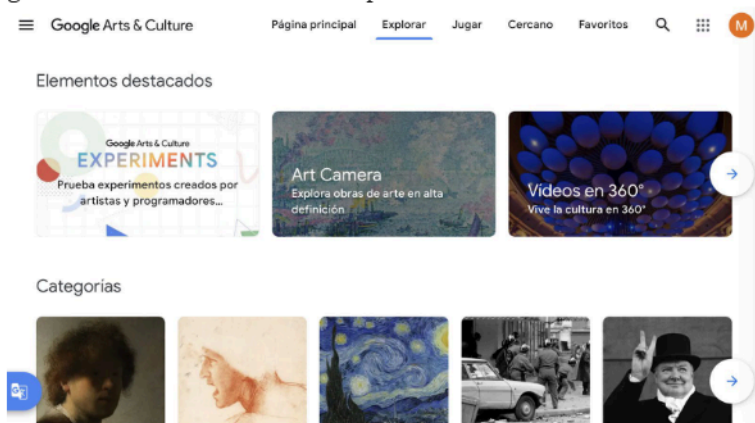 Google Arts & Culture
Página principal
Explorar
Jugar
Cercano
Favoritos
M
Elementos destacados
Google Arts & Culture
EXPERIMENTS
Prueba experimentos creados por
artistas y programadores...
Art Camera
Explora obras de arte en alta
definición
Vídeos en 360°
Vive la cultura en 360°
Categorías